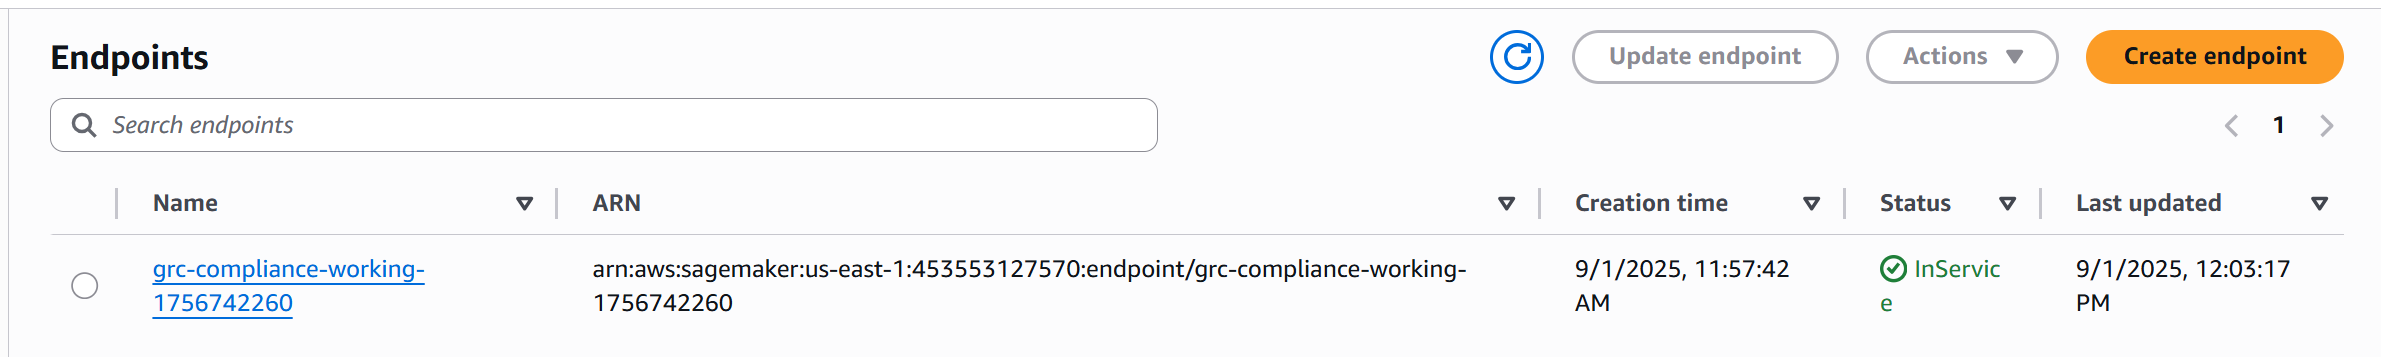 Endpoints
Update endpoint
Actions
Create endpoint
Search endpoints
1
Name
ARN
Creation time
Status
Last updated
grc-compliance-working-
1756742260
arn:aws:sagemaker:us-east-1:453553127570:endpoint/grc-compliance-working-
1756742260
9/1/2025, 11:57:42
AM
InServic
e
9/1/2025, 12:03:17
PM